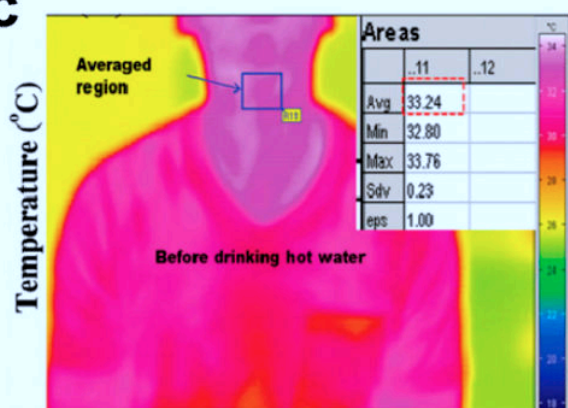 C
Temperature (°C)
Averaged
region
Before drinking hot water
Areas
..11 ..12
Avg 33.24
Min 32.80
Max 33.76
Sdv 0.23
eps 1.00
°C
34
32
30
28
26
24
22
20
18